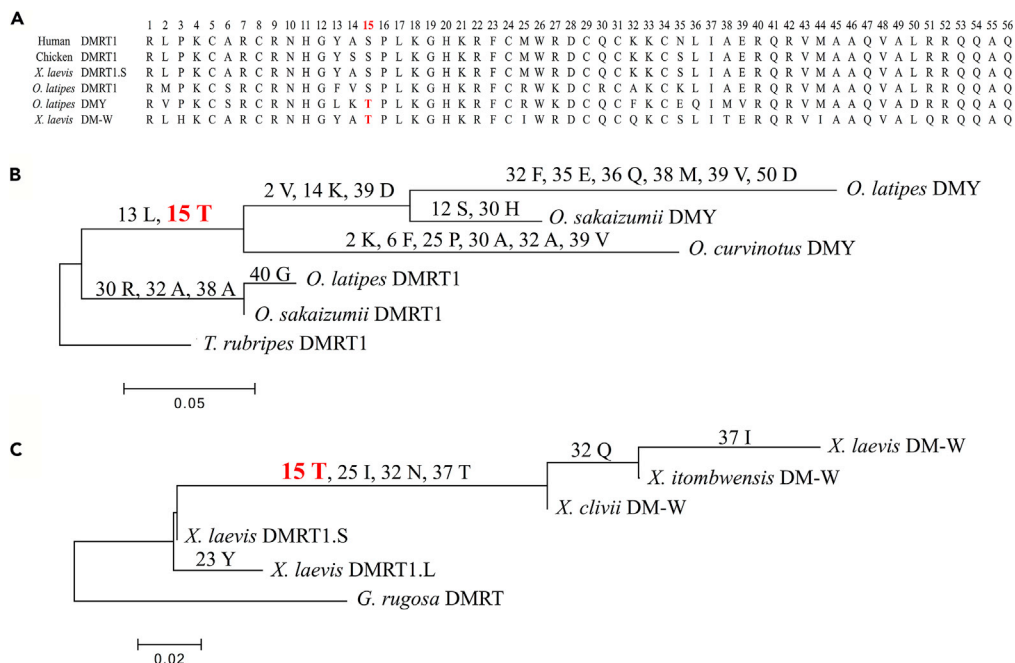 A
1 2 3 4 5 6 7 8 9 10 11 12 13 14 15 16 17 18 19 20 21 22 23 24 25 26 27 28 29 30 31 32 33 34 35 36 37 38 39 40 41 42 43 44 45 46 47 48 49 50 51 52 53 54 55 56
Human DMRT1 R L P K C A R C R N H G Y A S P L K G H K R F C M W R D C Q C K K C N L I A E R Q R V M A A Q V A L R R Q Q A Q
Chicken DMRT1 R L P K C A R C R N H G Y S S P L K G H K R F C M W R D C Q C K K C S L I A E R Q R V M A A Q V A L R R Q Q A Q
X. laevis DMRT1.S R L P K C A R C R N H G Y A S P L K G H K R F C M W R D C Q C K K C S L I A E R Q R V M A A Q V A L R R Q Q A Q
O. latipes DMRT1 R M P K C S R C R N H G F V S P L K G H K R F C R W K D C R C A K C K L I A E R Q R V M A A Q V A L R R Q Q A Q
O. latipes DMY R V P K C S R C R N H G L K T P L K G H K R F C R W K D C Q C F K C E Q I M V R Q R V M A A Q V A D R R Q Q A Q
X. laevis DM-W R L H K C A R C R N H G Y A T P L K G H K R F C I W R D C Q C Q K C S L I T E R Q R V I A A Q V A L Q R Q Q A Q
B
32 F, 35 E, 36 Q, 38 M, 39 V, 50 D
O. latipes DMY
2 V, 14 K, 39 D
12 S, 30 H
O. sakaizumii DMY
13 L, 15 T
2 K, 6 F, 25 P, 30 A, 32 A, 39 V
O. curvinotus DMY
40 G
O. latipes DMRT1
30 R, 32 A, 38 A
O. sakaizumii DMRT1
T. rubripes DMRT1
0.05
C
37 I
X. laevis DM-W
32 Q
X. itombwensis DM-W
15 T, 25 I, 32 N, 37 T
X. clivii DM-W
X. laevis DMRT1.S
23 Y
X. laevis DMRT1.L
G. rugosa DMRT
0.02